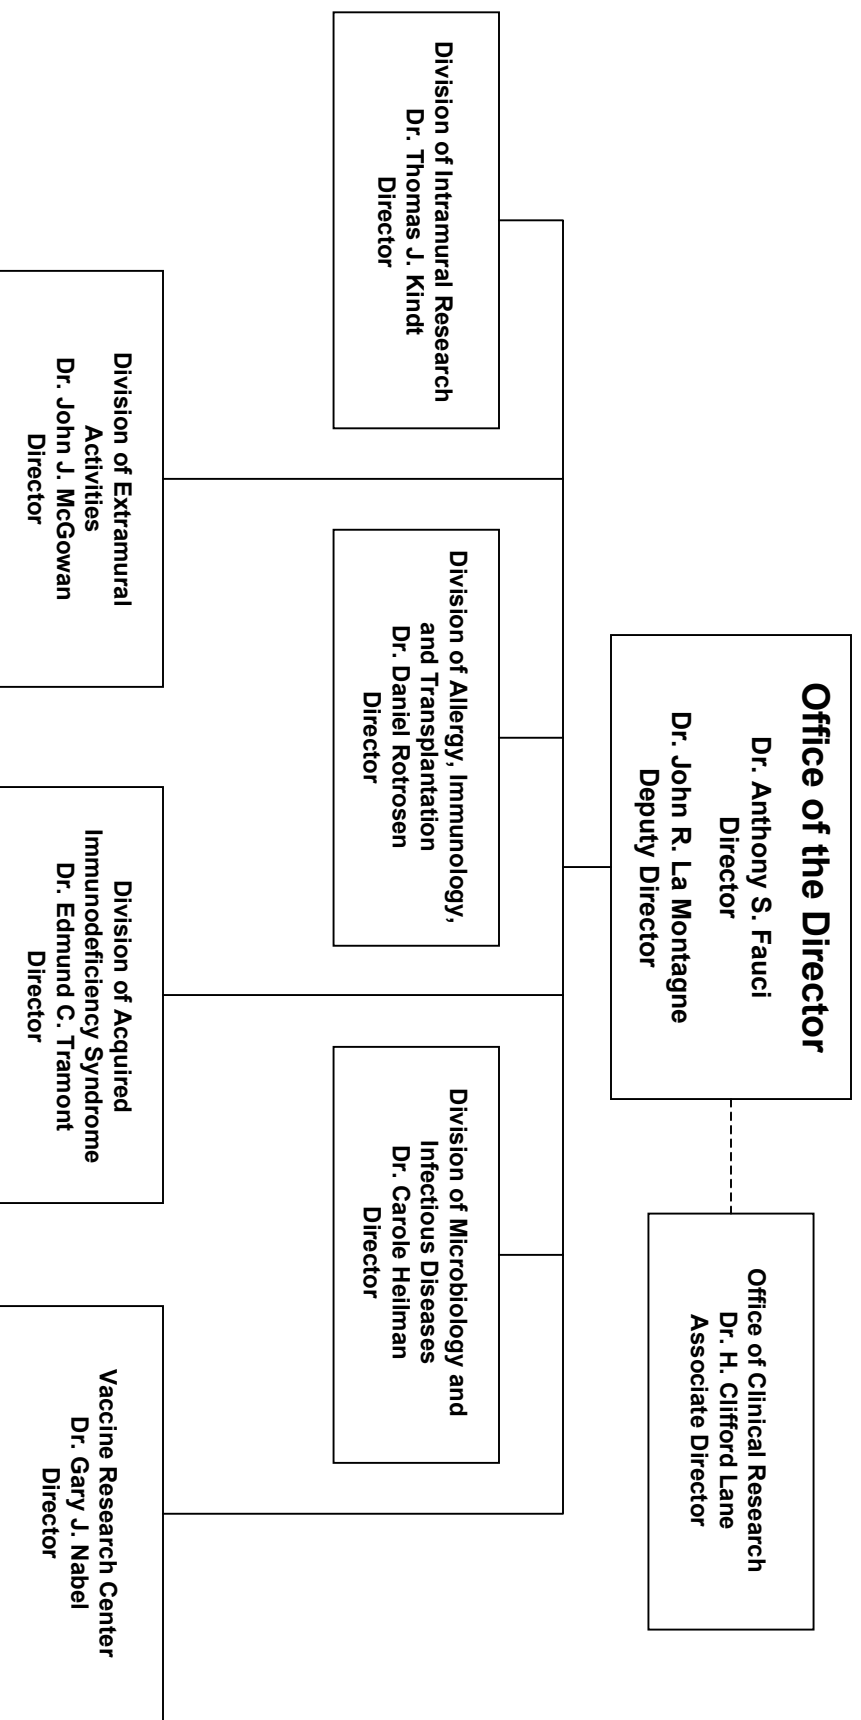 Office of the Director
Dr. Anthony S. Fauci
Director
Dr. John R. La Montagne
Deputy Director
Office of Clinical Research
Dr. H. Clifford Lane
Associate Director
Division of Intramural Research
Dr. Thomas J. Kindt
Director
Division of Allergy, Immunology,
and Transplantation
Dr. Daniel Rotrosen
Director
Division of Microbiology and
Infectious Diseases
Dr. Carole Heilman
Director
Division of Extramural
Activities
Dr. John J. McGowan
Director
Division of Acquired
Immunodeficiency Syndrome
Dr. Edmund C. Tramont
Director
Vaccine Research Center
Dr. Gary J. Nabel
Director